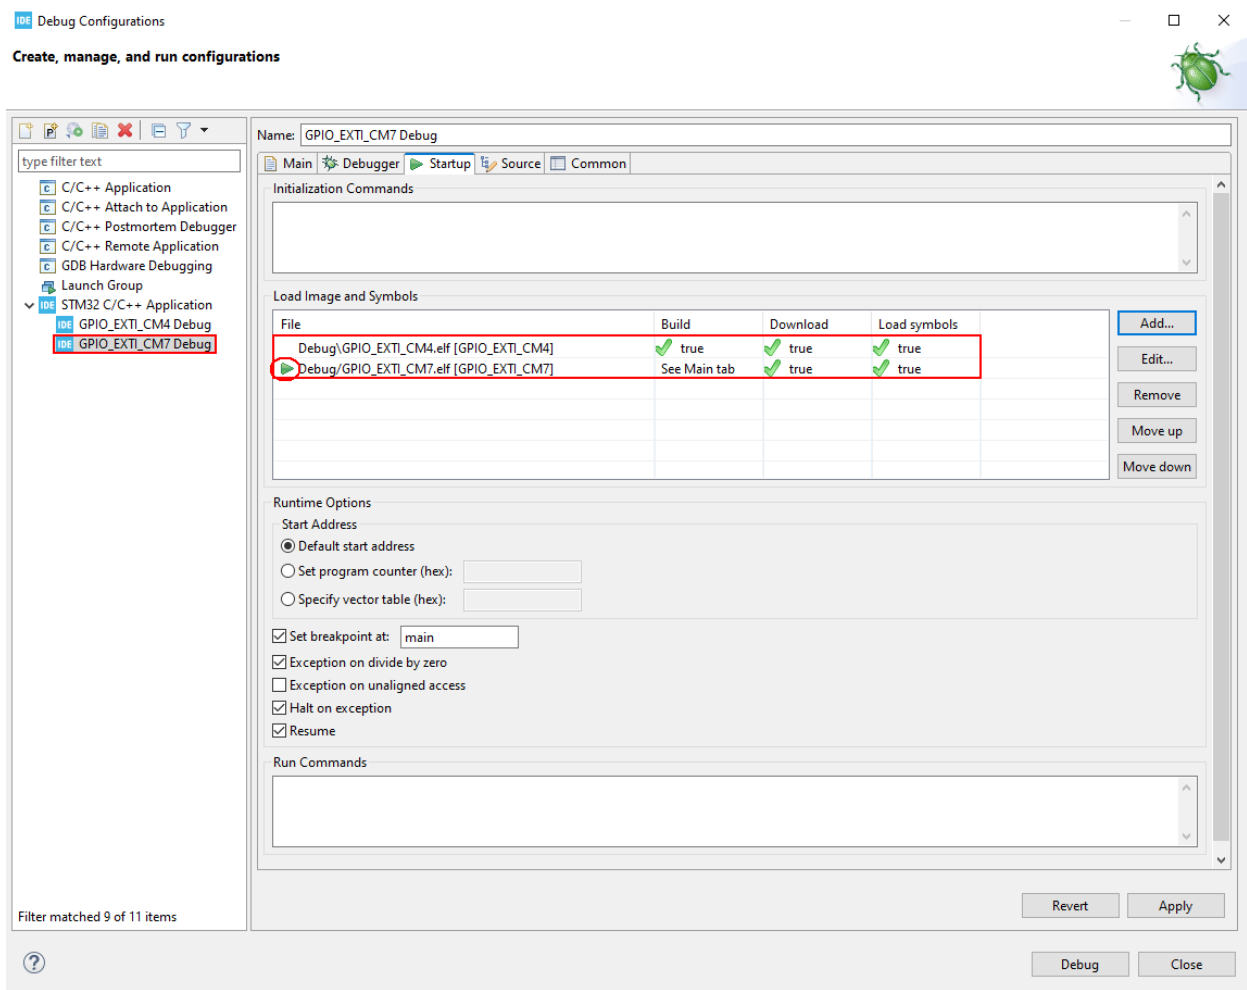 IDE Debug Configurations
Create, manage, and run configurations
type filter text
C/C++ Application
C/C++ Attach to Application
C/C++ Postmortem Debugger
C/C++ Remote Application
GDB Hardware Debugging
Launch Group
IDE STM32 C/C++ Application
IDE GPIO_EXTI_CM4 Debug
IDE GPIO_EXTI_CM7 Debug
Filter matched 9 of 11 items
Name: GPIO_EXTI_CM7 Debug
Main Debugger Startup Source Common
Initialization Commands
Load Image and Symbols
File Build Download Load symbols
Debug\GPIO_EXTI_CM4.elf [GPIO_EXTI_CM4] true true true
Debug/GPIO_EXTI_CM7.elf [GPIO_EXTI_CM7] See Main tab true true
Add...
Edit...
Remove
Move up
Move down
Runtime Options
Start Address
Default start address
Set program counter (hex):
Specify vector table (hex):
Set breakpoint at: main
Exception on divide by zero
Exception on unaligned access
Halt on exception
Resume
Run Commands
Revert Apply
? Debug Close